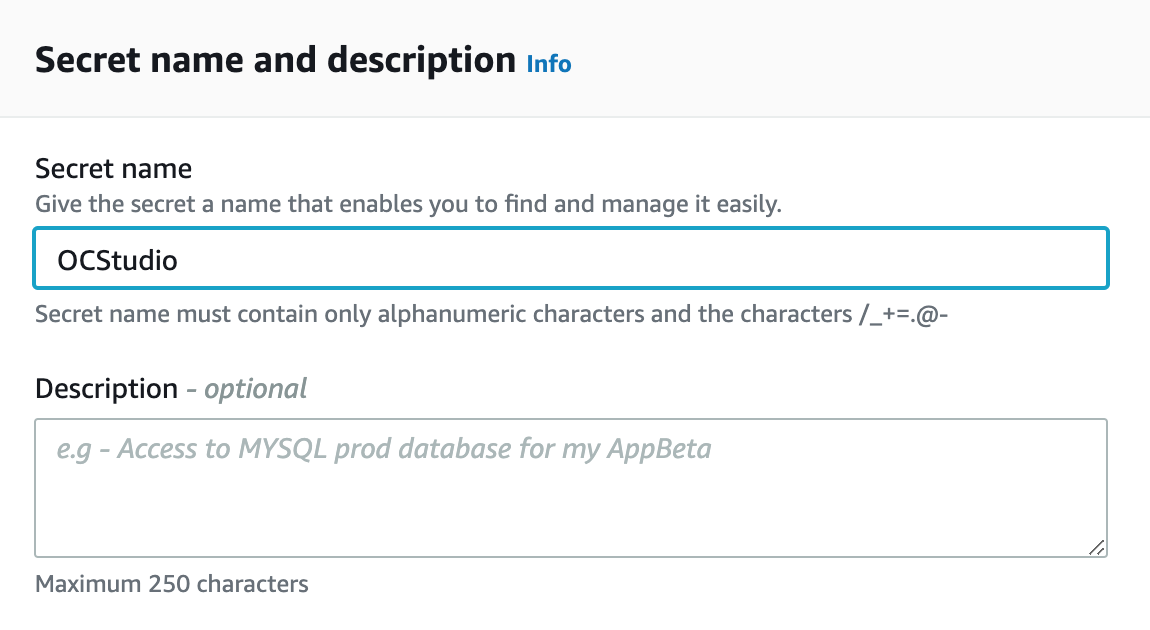 Secret name and description Info
Secret name
Give the secret a name that enables you to find and manage it easily.
OCStudio
Secret name must contain only alphanumeric characters and the characters /_+=.@-
Description - optional
e.g - Access to MYSQL prod database for my AppBeta
Maximum 250 characters